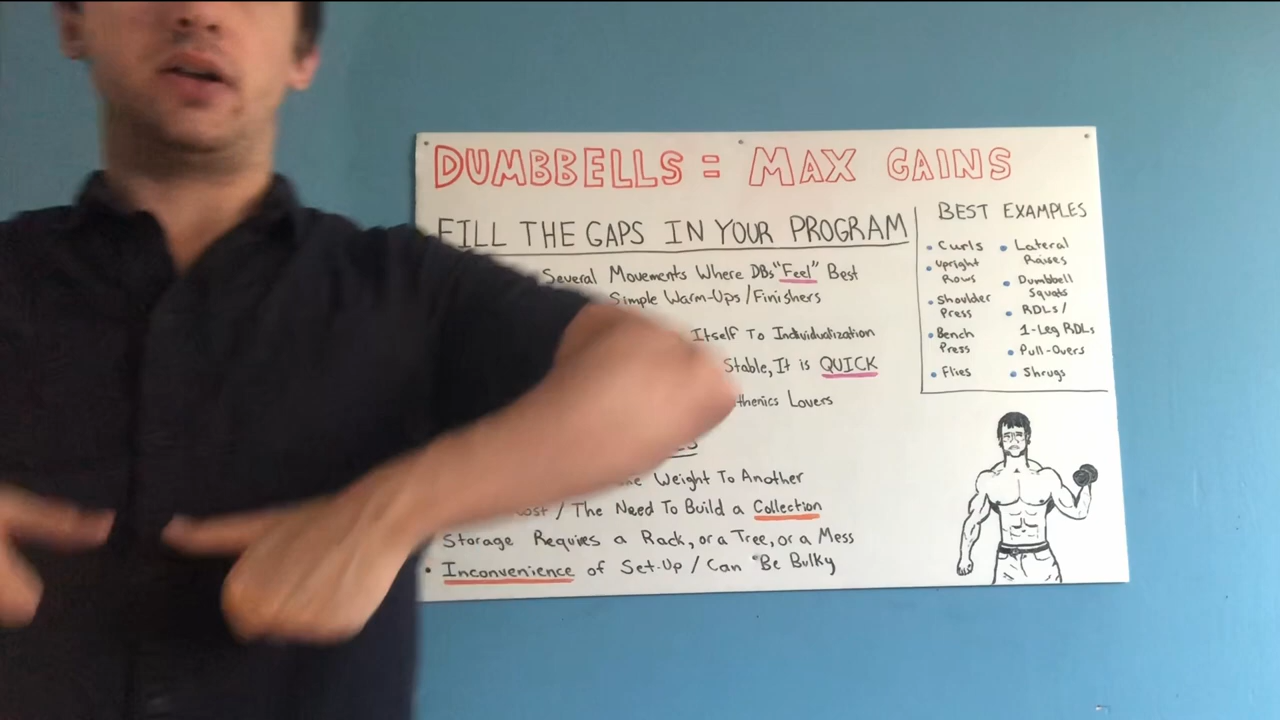 DUMBBELLS = MAX GAINS
FILL THE GAPS IN YOUR PROGRAM
Several Movements Where DBs "Feel" Best
Simple Warm-Ups / Finishers
Itself To Individualization
Stable, It is QUICK
Lovers
Weight To Another
/ The Need To Build a Collection
Storage Requires a Rack, or a Tree, or a Mess
• Inconvenience of Set-Up / Can Be Bulky
BEST EXAMPLES
• Curls
• Upright
Rows
• Shoulder
Press
• Bench
Press
• Flies
• Lateral
Raises
• Dumbbell
Squats
• RDLs /
1-Leg RDLs
• Pull-Overs
• Shrugs